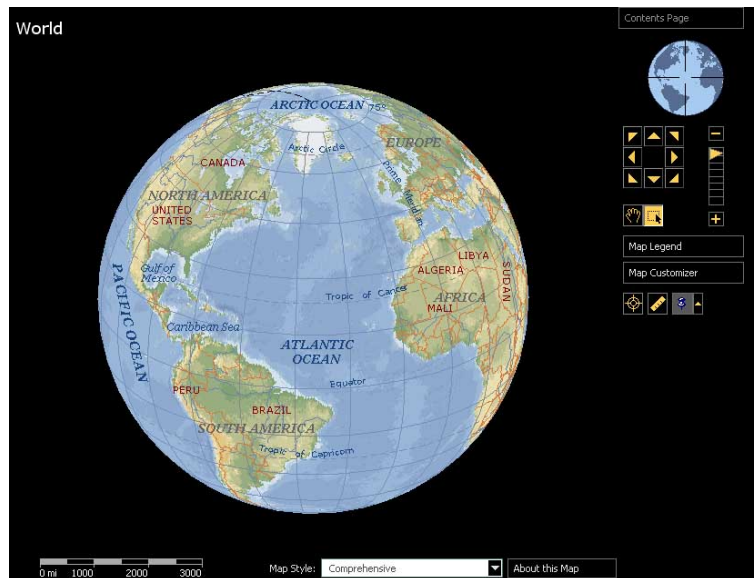 World
Contents Page
ARCTIC OCEAN 75°
Arctic Circle
EUROPE
CANADA
Prime Meridian
NORTH AMERICA
UNITED
STATES
LIBYA
ALGERIA
SUDAN
Map Legend
Gulf of
Mexico
Map Customizer
PACIFIC OCEAN
Tropic of Cancer
AFRICA
MALI
Caribbean Sea
ATLANTIC
OCEAN
Equator
PERU
BRAZIL
SOUTH AMERICA
Tropic of Capricorn
0 mi 1000 2000 3000
Map Style: Comprehensive
About this Map